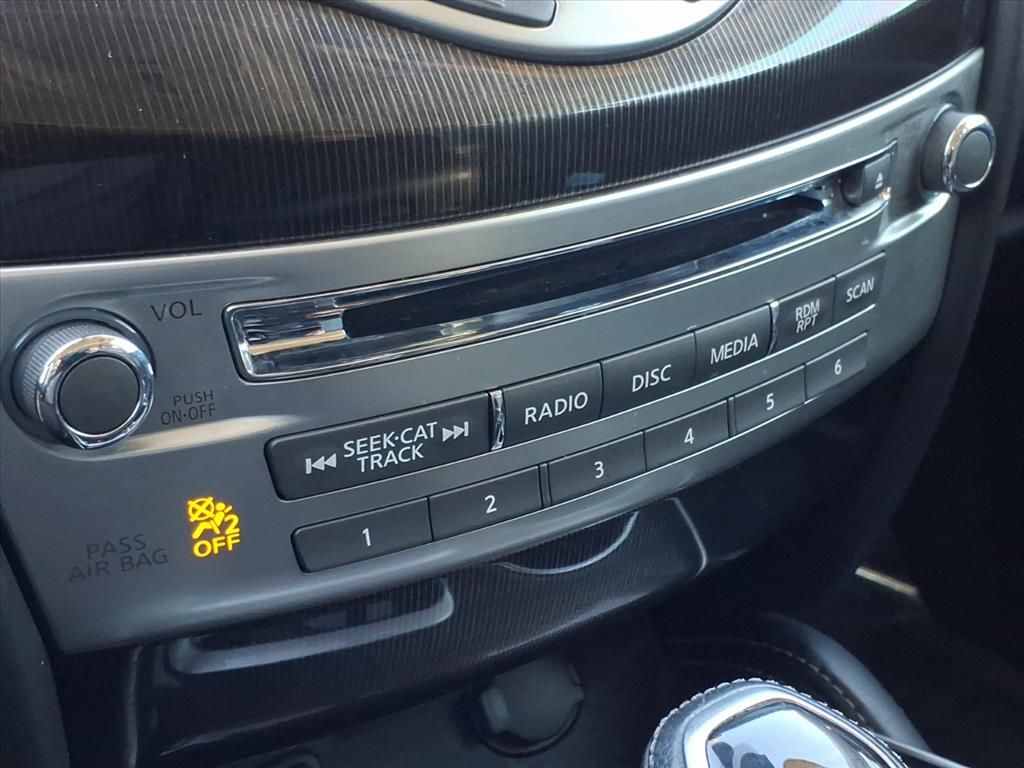 VOL
PUSH
ON·OFF
SEEK·CAT
TRACK
RADIO
DISC
MEDIA
RDM
RPT
SCAN
1
2
3
4
5
6
PASS
AIR BAG
2
OFF